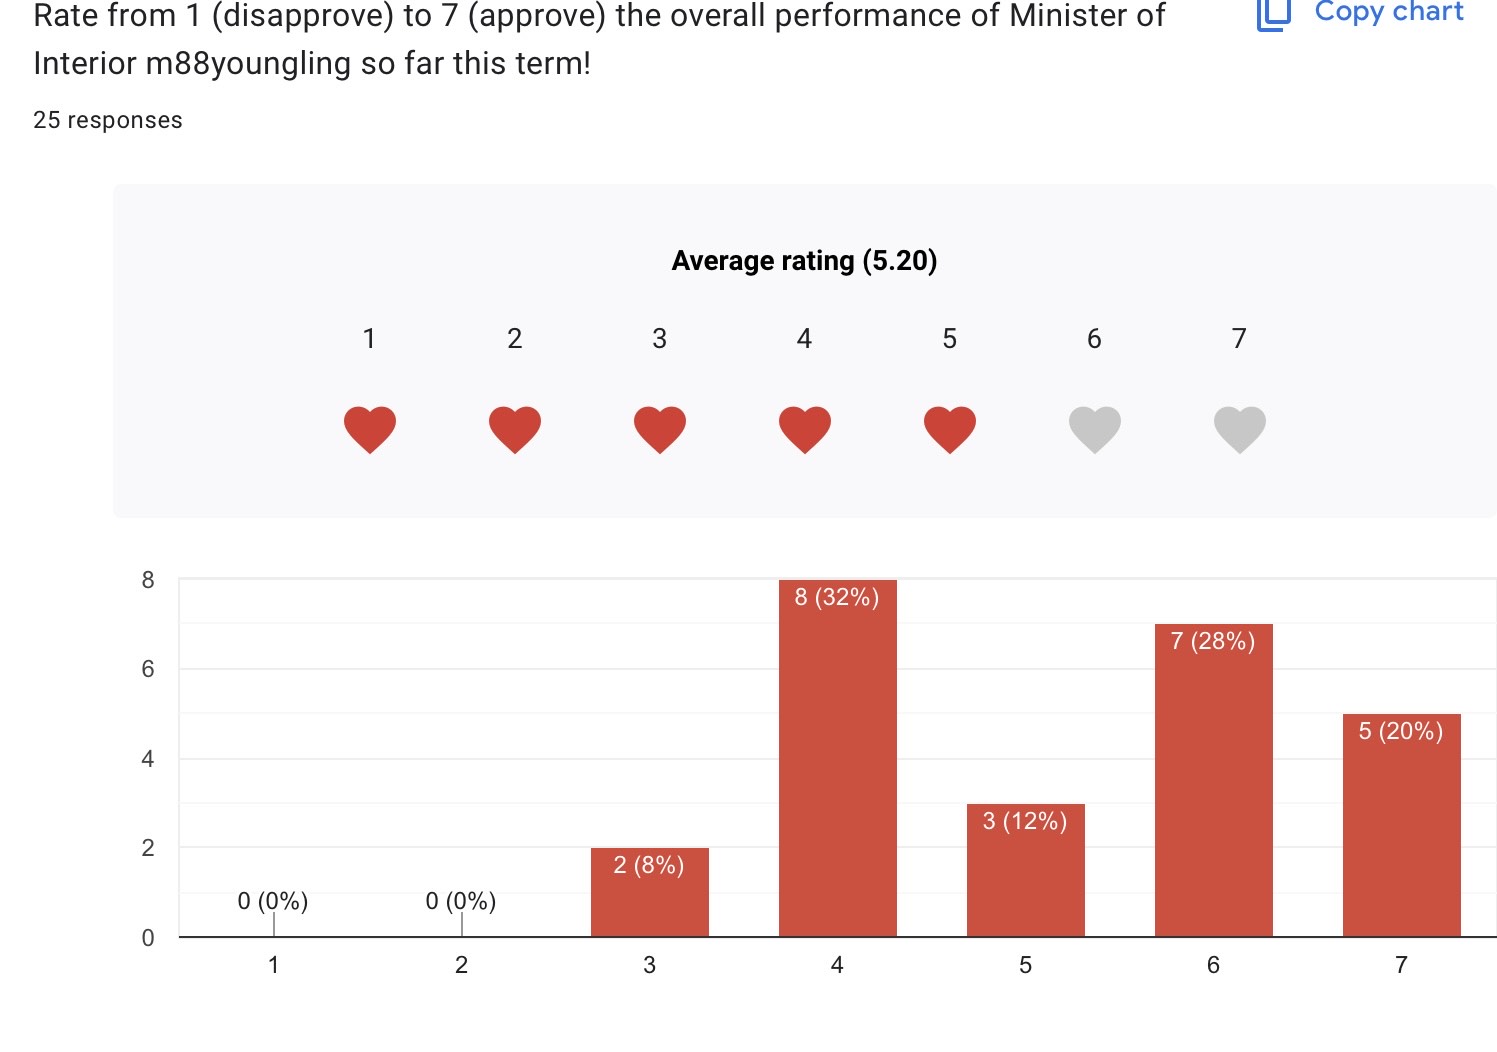 Rate from 1 (disapprove) to 7 (approve) the overall performance of Minister of
Interior m88youngling so far this term!
Copy chart
25 responses
Average rating (5.20)
1 2 3 4 5 6 7
8
8 (32%)
7 (28%)
6
5 (20%)
4
3 (12%)
2
2 (8%)
0 (0%) 0 (0%)
0
1 2 3 4 5 6 7